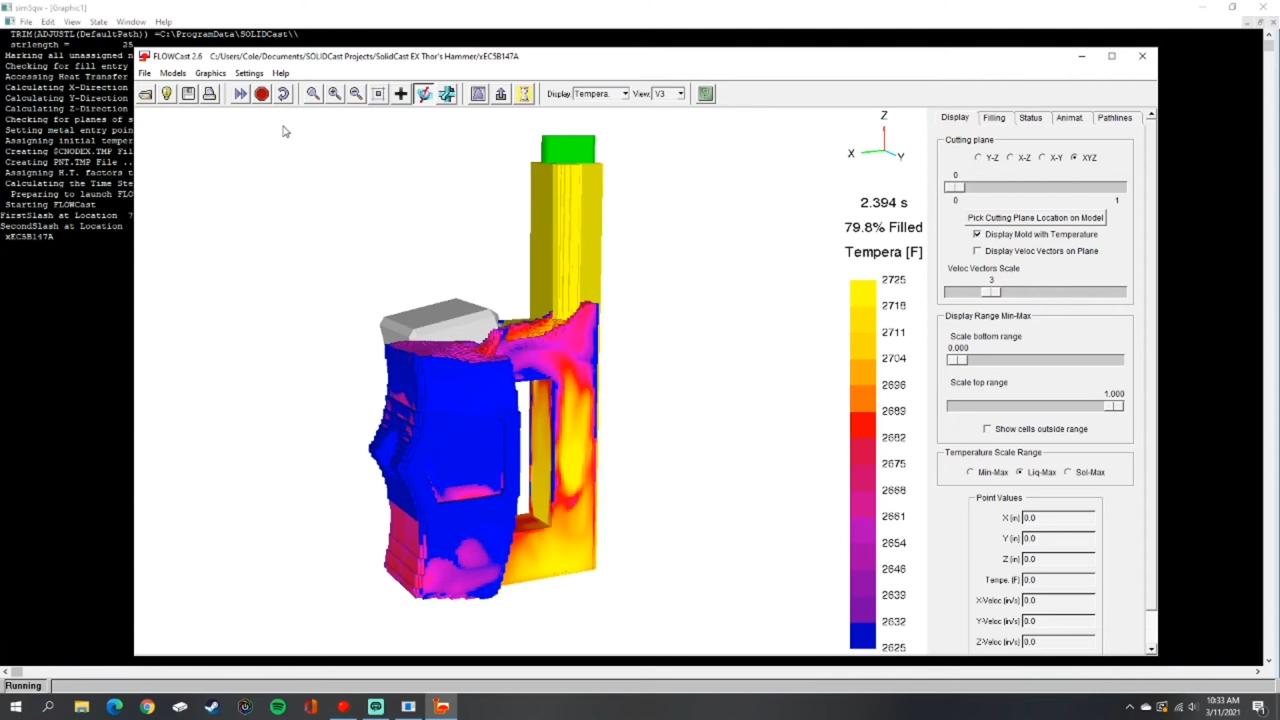 sim5qw - [Graphic1]
File Edit View State Window Help
TRIM(ADJUSTL(DefaultPath)) =C:\ProgramData\SOLIDCast\\
strlength = 25
Marking all unassigned n
Checking for fill entry
Accessing Heat Transfer
Calculating X-Direction
Calculating Y-Direction
Calculating Z-Direction
Checking for planes of s
Setting metal entry poin
Assigning initial temper
Creating $CNODEX.TMP Fil
Creating PNT.TMP File ..
Assigning H.T. factors t
Calculating the Time Ste
Preparing to launch FLO
Starting FLOWCast
FirstSlash at Location 7
SecondSlash at Location
xEC5B147A
FLOWCast 2.6 C:/Users/Cole/Documents/SOLIDCast Projects/SolidCast EX Thor's Hammer/xEC5B147A
File Models Graphics Settings Help
Display: Tempera. View: V3
Z
X
Y
2.394 s
79.8% Filled
Tempera [F]
2725
2718
2711
2704
2696
2689
2682
2675
2668
2661
2654
2646
2639
2632
2625
Display Filling Status Animat. Pathlines
Cutting plane
Y-Z X-Z X-Y XYZ
0
0 1
Pick Cutting Plane Location on Model
Display Mold with Temperature
Display Veloc Vectors on Plane
Veloc Vectors Scale
3
Display Range Min-Max
Scale bottom range
0.000
Scale top range
1.000
Show cells outside range
Temperature Scale Range
Min-Max Liq-Max Sol-Max
Point Values
X (in) 0.0
Y (in) 0.0
Z (in) 0.0
Tempe. (F) 0.0
X-Veloc (in/s) 0.0
Y-Veloc (in/s) 0.0
Z-Veloc (in/s) 0.0
Running
10:33 AM
3/11/2021